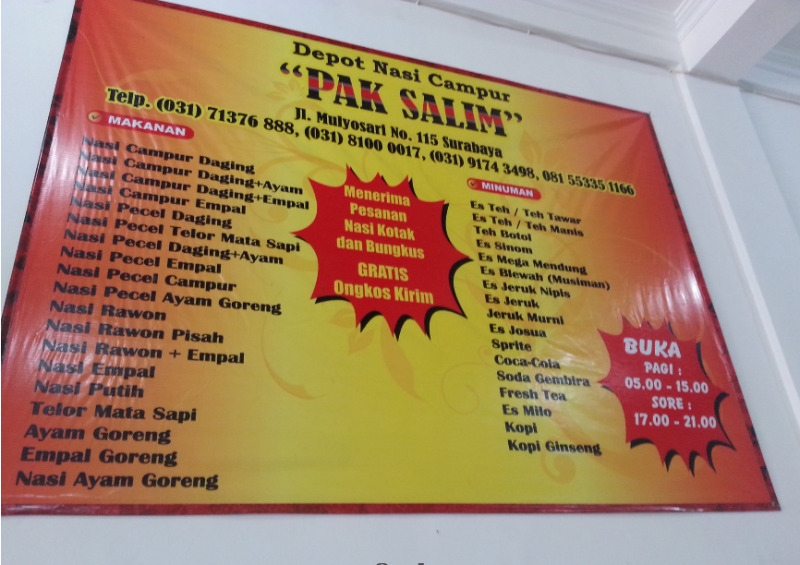 Depot Nasi Campur
“PAK SALIM”
Jl. Mulyosari No. 115 Surabaya
Telp. (031) 71376 888, (031) 8100 0017, (031) 9174 3498, 081 55335 1166
MAKANAN
Nasi Campur Daging
Nasi Campur Daging+Ayam
Nasi Campur Daging+Empal
Nasi Campur Empal
Nasi Pecel Daging
Nasi Pecel Telor Mata Sapi
Nasi Pecel Daging+Ayam
Nasi Pecel Empal
Nasi Pecel Campur
Nasi Pecel Ayam Goreng
Nasi Rawon
Nasi Rawon Pisah
Nasi Rawon + Empal
Nasi Empal
Nasi Putih
Telor Mata Sapi
Ayam Goreng
Empal Goreng
Nasi Ayam Goreng
Menerima
Pesanan
Nasi Kotak
dan Bungkus
GRATIS
Ongkos Kirim
MINUMAN
Es Teh / Teh Tawar
Es Teh / Teh Manis
Teh Botol
Es Sinom
Es Mega Mendung
Es Blewah (Musiman)
Es Jeruk Nipis
Es Jeruk
Jeruk Murni
Es Josua
Sprite
Coca-Cola
Soda Gembira
Fresh Tea
Es Milo
Kopi
Kopi Ginseng
BUKA
PAGI :
05.00 - 15.00
SORE :
17.00 - 21.00